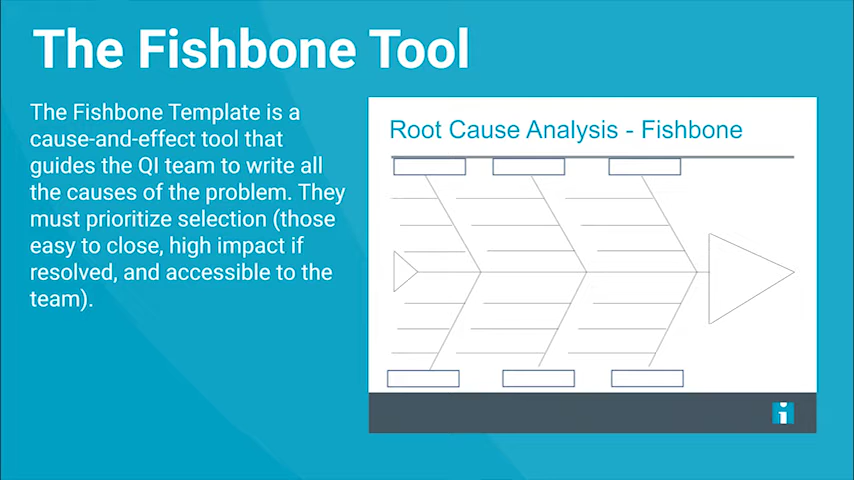 The Fishbone Tool
The Fishbone Template is a
cause-and-effect tool that
guides the QI team to write all
the causes of the problem. They
must prioritize selection (those
easy to close, high impact if
resolved, and accessible to the
team).
Root Cause Analysis - Fishbone